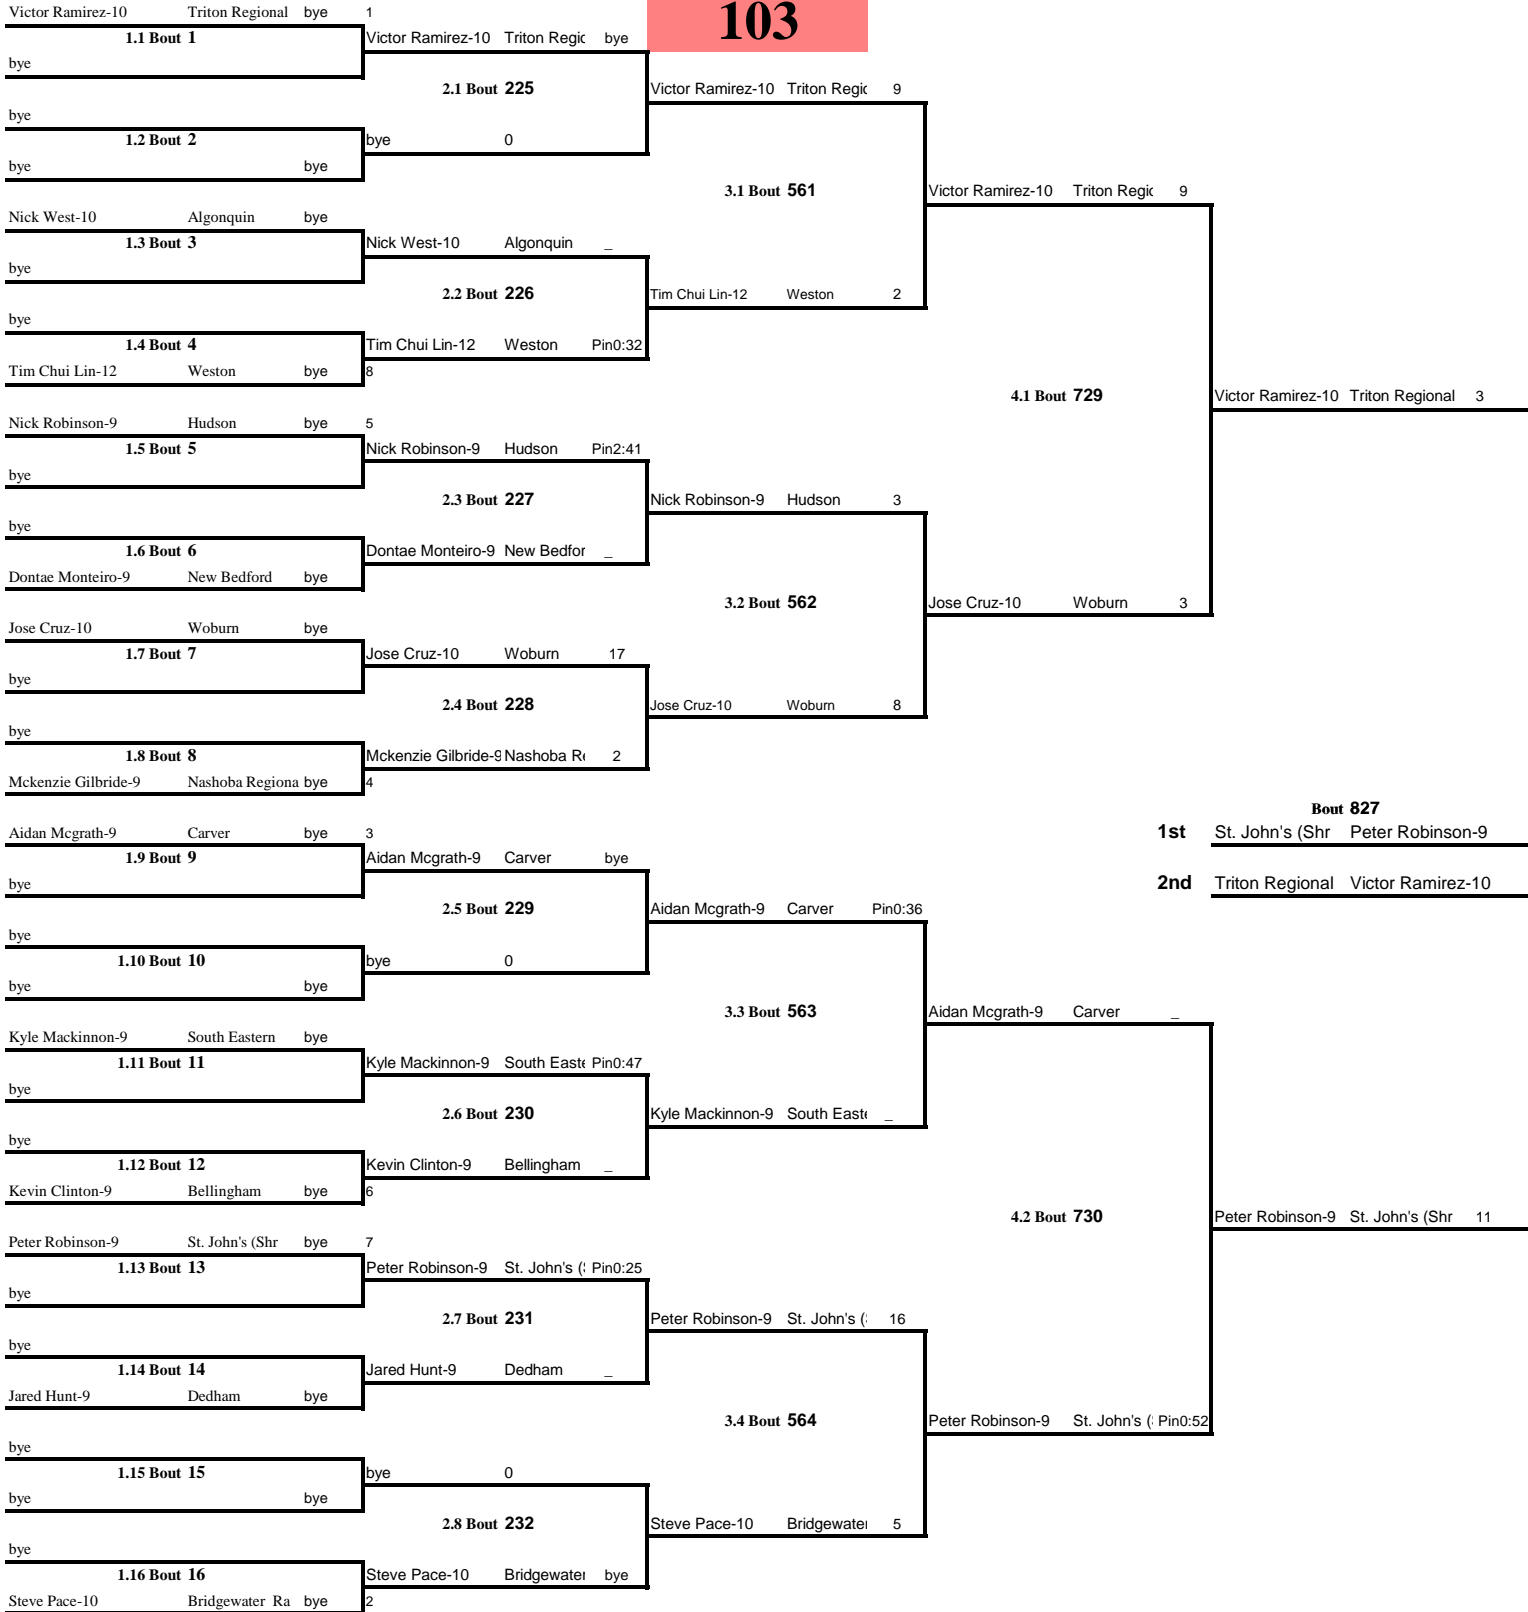 103
Victor Ramirez-10 Triton Regional bye 1
1.1 Bout 1
bye
bye
1.2 Bout 2
bye bye
Nick West-10 Algonquin bye
1.3 Bout 3
bye
bye
1.4 Bout 4
Tim Chui Lin-12 Weston bye 8
Nick Robinson-9 Hudson bye 5
1.5 Bout 5
bye
bye
1.6 Bout 6
Dontae Monteiro-9 New Bedford bye
Jose Cruz-10 Woburn bye
1.7 Bout 7
bye
bye
1.8 Bout 8
Mckenzie Gilbride-9 Nashoba Regiona bye 4
Aidan Mcgrath-9 Carver bye 3
1.9 Bout 9
bye
bye
1.10 Bout 10
bye bye
Kyle Mackinnon-9 South Eastern bye
1.11 Bout 11
bye
bye
1.12 Bout 12
Kevin Clinton-9 Bellingham bye 6
Peter Robinson-9 St. John's (Shr bye 7
1.13 Bout 13
bye
bye
1.14 Bout 14
Jared Hunt-9 Dedham bye
bye
1.15 Bout 15
bye bye
bye
1.16 Bout 16
Steve Pace-10 Bridgewater Ra bye 2
Victor Ramirez-10 Triton Regic bye
2.1 Bout 225
bye 0
Nick West-10 Algonquin _
2.2 Bout 226
Tim Chui Lin-12 Weston Pin0:32
Nick Robinson-9 Hudson Pin2:41
2.3 Bout 227
Dontae Monteiro-9 New Bedfor _
Jose Cruz-10 Woburn 17
2.4 Bout 228
Mckenzie Gilbride-9 Nashoba Re 2
Aidan Mcgrath-9 Carver bye
2.5 Bout 229
bye 0
Kyle Mackinnon-9 South Easte Pin0:47
2.6 Bout 230
Kevin Clinton-9 Bellingham _
Peter Robinson-9 St. John's (S Pin0:25
2.7 Bout 231
Jared Hunt-9 Dedham _
bye 0
2.8 Bout 232
Steve Pace-10 Bridgewater bye
Victor Ramirez-10 Triton Regic 9
3.1 Bout 561
Tim Chui Lin-12 Weston 2
Nick Robinson-9 Hudson 3
3.2 Bout 562
Jose Cruz-10 Woburn 8
Aidan Mcgrath-9 Carver Pin0:36
3.3 Bout 563
Kyle Mackinnon-9 South Easte _
Peter Robinson-9 St. John's (S 16
3.4 Bout 564
Steve Pace-10 Bridgewater 5
Victor Ramirez-10 Triton Regic 9
4.1 Bout 729
Jose Cruz-10 Woburn 3
Aidan Mcgrath-9 Carver _
4.2 Bout 730
Peter Robinson-9 St. John's (S Pin0:52
Victor Ramirez-10 Triton Regional 3
Bout 827
1st St. John's (Shr Peter Robinson-9
2nd Triton Regional Victor Ramirez-10
Peter Robinson-9 St. John's (Shr 11